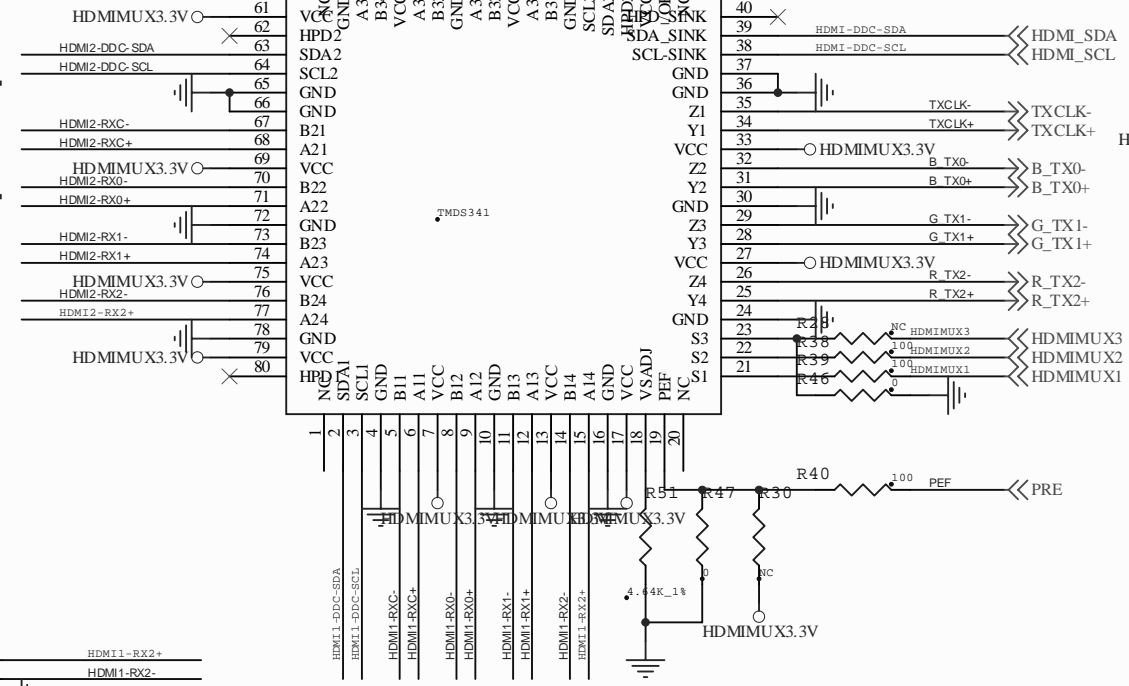 HDMIMUX3.3V 61 VCC
62 HPD2
HDMI2-DDC-SDA 63 SDA2
HDMI2-DDC-SCL 64 SCL2
65 GND
66 GND
HDMI2-RXC- 67 B21
HDMI2-RXC+ 68 A21
HDMIMUX3.3V 69 VCC
HDMI2-RX0- 70 B22
HDMI2-RX0+ 71 A22
72 GND
HDMI2-RX1- 73 B23
HDMI2-RX1+ 74 A23
HDMIMUX3.3V 75 VCC
HDMI2-RX2- 76 B24
HDMI2-RX2+ 77 A24
78 GND
HDMIMUX3.3V 79 VCC
80 HPD1
TMDS341
HPD_SINK 40
SDA_SINK 39 HDMI-DDC-SDA HDMI_SDA
SCL-SINK 38 HDMI-DDC-SCL HDMI_SCL
GND 37
GND 36
Z1 35 TXCLK- TXCLK-
Y1 34 TXCLK+ TXCLK+
VCC 33 HDMIMUX3.3V
Z2 32 B_TX0- B_TX0-
Y2 31 B_TX0+ B_TX0+
GND 30
Z3 29 G_TX1- G_TX1-
Y3 28 G_TX1+ G_TX1+
VCC 27 HDMIMUX3.3V
Z4 26 R_TX2- R_TX2-
Y4 25 R_TX2+ R_TX2+
GND 24
S3 23 R28 NC HDMIMUX3 HDMIMUX3
S2 22 R38 100 HDMIMUX2 HDMIMUX2
S1 21 R39 100 HDMIMUX1 HDMIMUX1
R46 0
NC 1
SDA1 2
SCL1 3
GND 4
B11 5
A11 6
VCC 7
B12 8
A12 9
GND 10
B13 11
A13 12
VCC 13
B14 14
A14 15
GND 16
VCC 17
VSADJ 18
PEF 19
NC 20
R40 100 PEF PRE
R51 R47 R30
HDMIMUX3.3V HDMIMUX3.3V HDMIMUX3.3V
4.64K_1% 0 NC
HDMIMUX3.3V
HDMI1-DDC-SDA
HDMI1-DDC-SCL
HDMI1-RXC-
HDMI1-RXC+
HDMI1-RX0-
HDMI1-RX0+
HDMI1-RX1-
HDMI1-RX1+
HDMI1-RX2-
HDMI1-RX2+
HDMI1-RX2+
HDMI1-RX2-
H